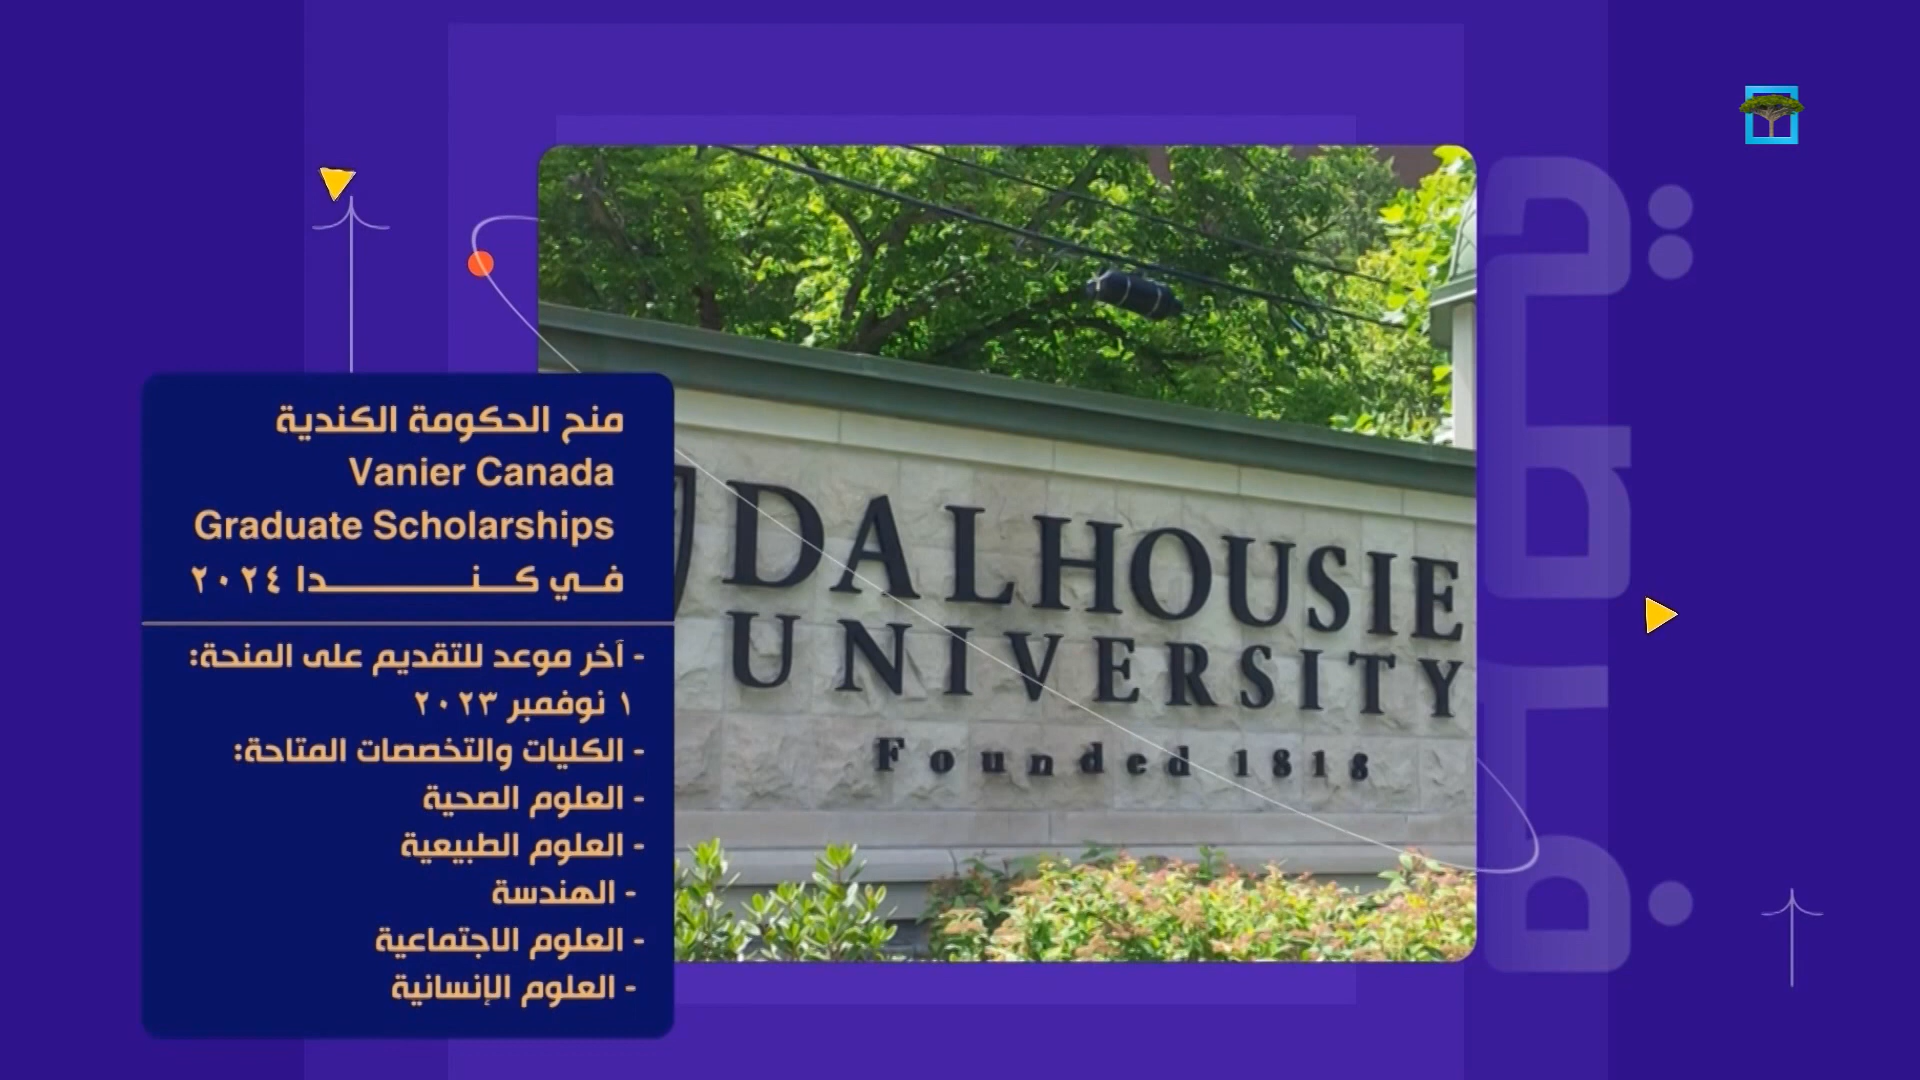 منح الحكومة الكندية
Vanier Canada
Graduate Scholarships
في كندا ٢٠٢٤
- آخر موعد للتقديم على المنحة:
١ نوفمبر ٢٠٢٣
- الكليات والتخصصات المتاحة:
- العلوم الصحية
- العلوم الطبيعية
- الهندسة
- العلوم الاجتماعية
- العلوم الإنسانية
DALHOUSIE
UNIVERSITY
Founded 1818